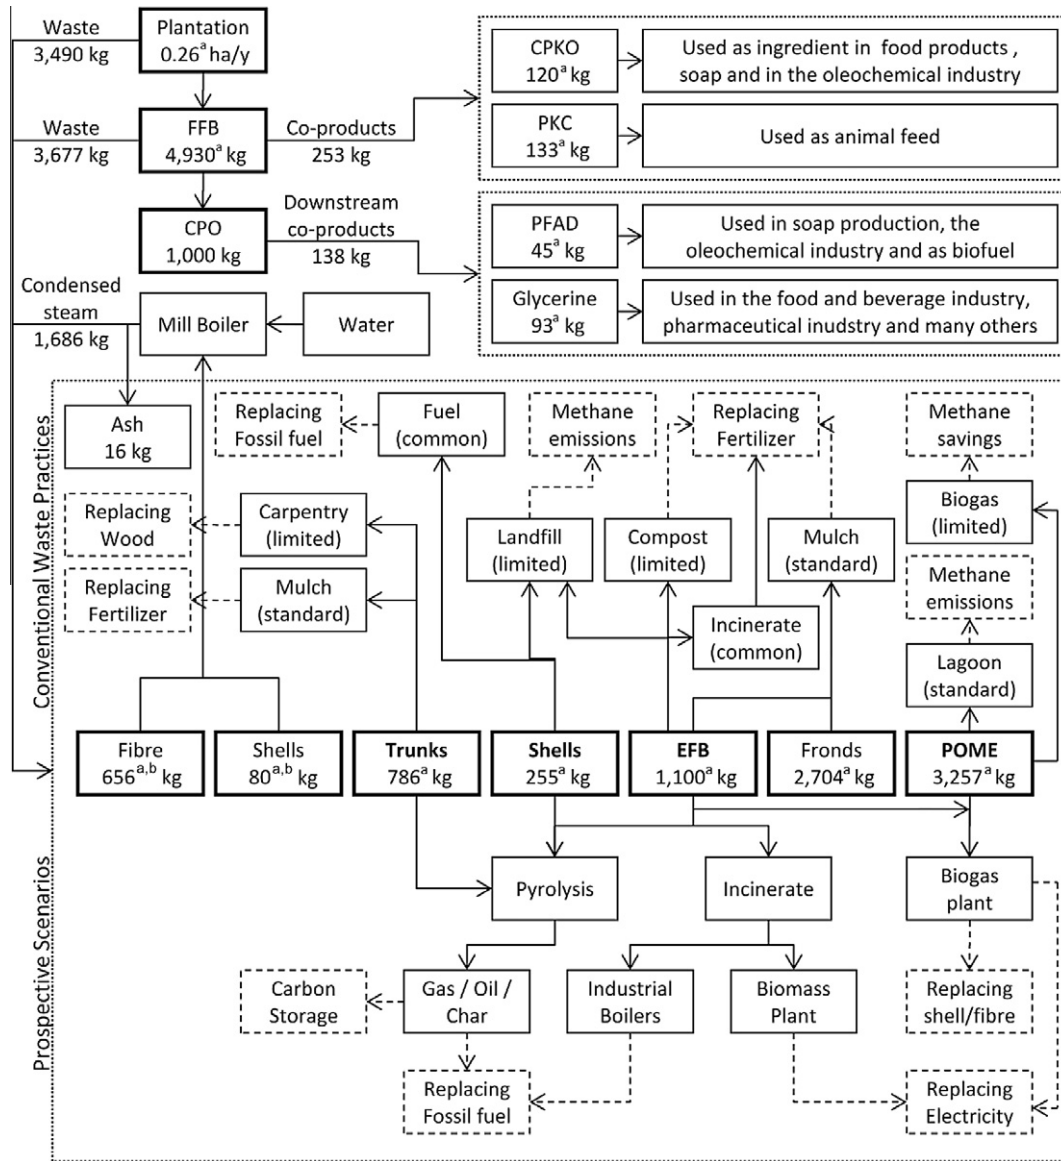 Waste
3,490 kg
Plantation
0.26ᵃ ha/y
Waste
3,677 kg
FFB
4,930ᵃ kg
Co-products
253 kg
CPKO
120ᵃ kg
Used as ingredient in food products ,
soap and in the oleochemical industry
PKC
133ᵃ kg
Used as animal feed
CPO
1,000 kg
Downstream
co-products
138 kg
PFAD
45ᵃ kg
Used in soap production, the
oleochemical industry and as biofuel
Glycerine
93ᵃ kg
Used in the food and beverage industry,
pharmaceutical inudstry and many others
Condensed
steam
1,686 kg
Mill Boiler
Water
Conventional Waste Practices
Ash
16 kg
Replacing
Fossil fuel
Fuel
(common)
Methane
emissions
Replacing
Fertilizer
Methane
savings
Replacing
Wood
Carpentry
(limited)
Landfill
(limited)
Compost
(limited)
Mulch
(standard)
Biogas
(limited)
Replacing
Fertilizer
Mulch
(standard)
Incinerate
(common)
Methane
emissions
Lagoon
(standard)
Fibre
656ᵃ,ᵇ kg
Shells
80ᵃ,ᵇ kg
Trunks
786ᵃ kg
Shells
255ᵃ kg
EFB
1,100ᵃ kg
Fronds
2,704ᵃ kg
POME
3,257ᵃ kg
Prospective Scenarios
Pyrolysis
Incinerate
Biogas
plant
Carbon
Storage
Gas / Oil /
Char
Industrial
Boilers
Biomass
Plant
Replacing
shell/fibre
Replacing
Fossil fuel
Replacing
Electricity